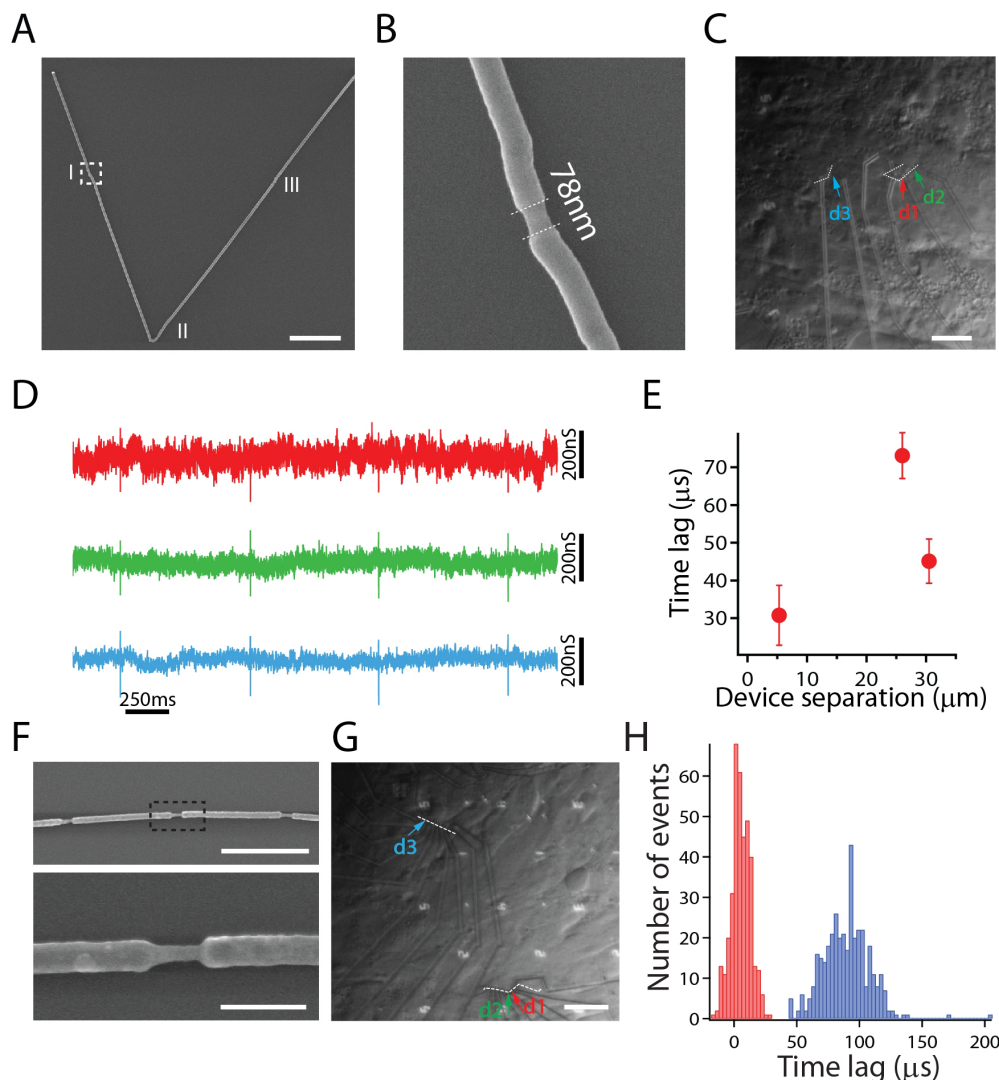 A
B
C
I
III
II
78nm
d3
d1
d2
D
200nS
200nS
200nS
250ms
E
Time lag (μs)
70
60
50
40
30
0
10
20
30
Device separation (μm)
F
G
d3
d2
d1
H
Number of events
60
50
40
30
20
10
0
0
50
100
150
200
Time lag (μs)